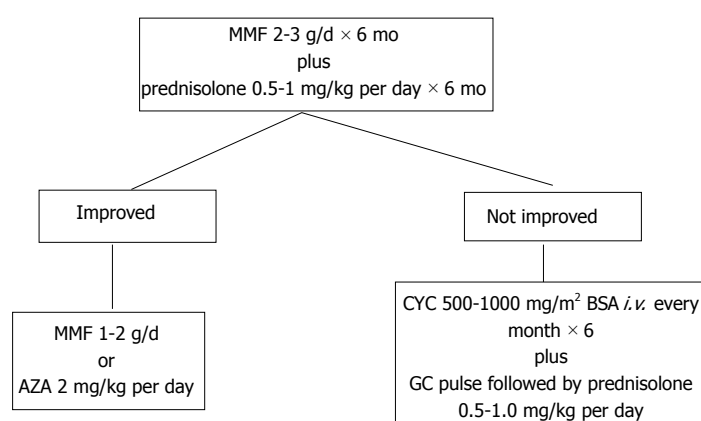 MMF 2-3 g/d × 6 mo
plus
prednisolone 0.5-1 mg/kg per day × 6 mo
Improved
Not improved
MMF 1-2 g/d
or
AZA 2 mg/kg per day
CYC 500-1000 mg/m² BSA i.v. every
month × 6
plus
GC pulse followed by prednisolone
0.5-1.0 mg/kg per day